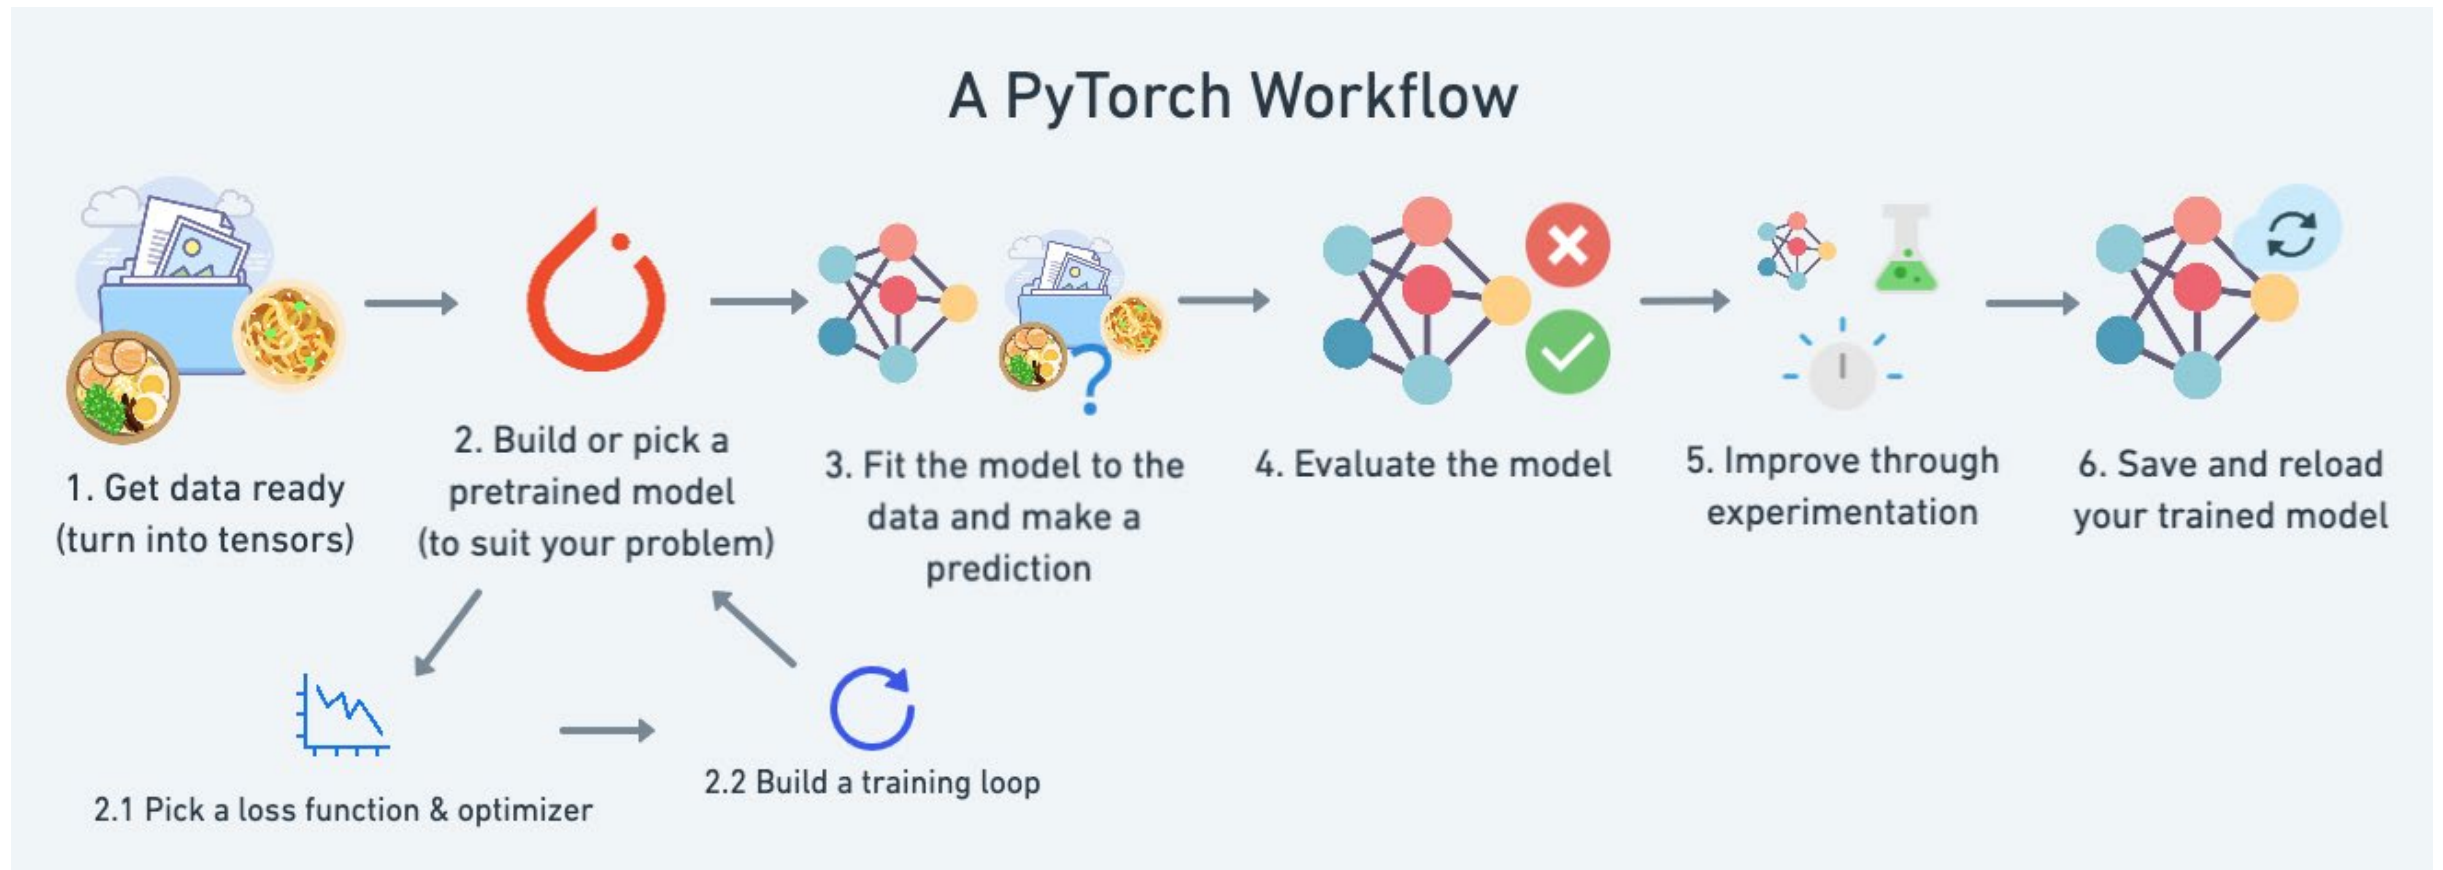 A PyTorch Workflow
1. Get data ready
(turn into tensors)
2. Build or pick a
pretrained model
(to suit your problem)
3. Fit the model to the
data and make a
prediction
4. Evaluate the model
5. Improve through
experimentation
6. Save and reload
your trained model
2.1 Pick a loss function & optimizer
2.2 Build a training loop